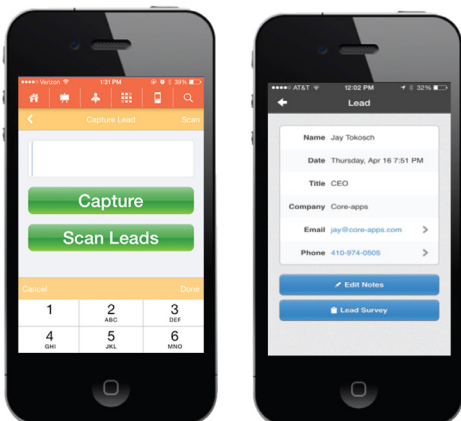 Verizon 1:31 PM 39%
Capture Lead Scan
Capture
Scan Leads
Cancel Done
1 2 3
ABC DEF
4 5 6
GHI JKL MNO
AT&T 12:02 PM 32%
Lead
Name Jay Tokosch
Date Thursday, Apr 16 7:51 PM
Title CEO
Company Core-apps
Email jay@core-apps.com
Phone 410-974-0505
Edit Notes
Lead Survey